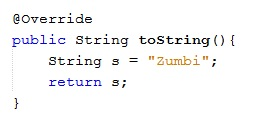 @Override
public String toString(){
    String s = "Zumbi";
    return s;
}